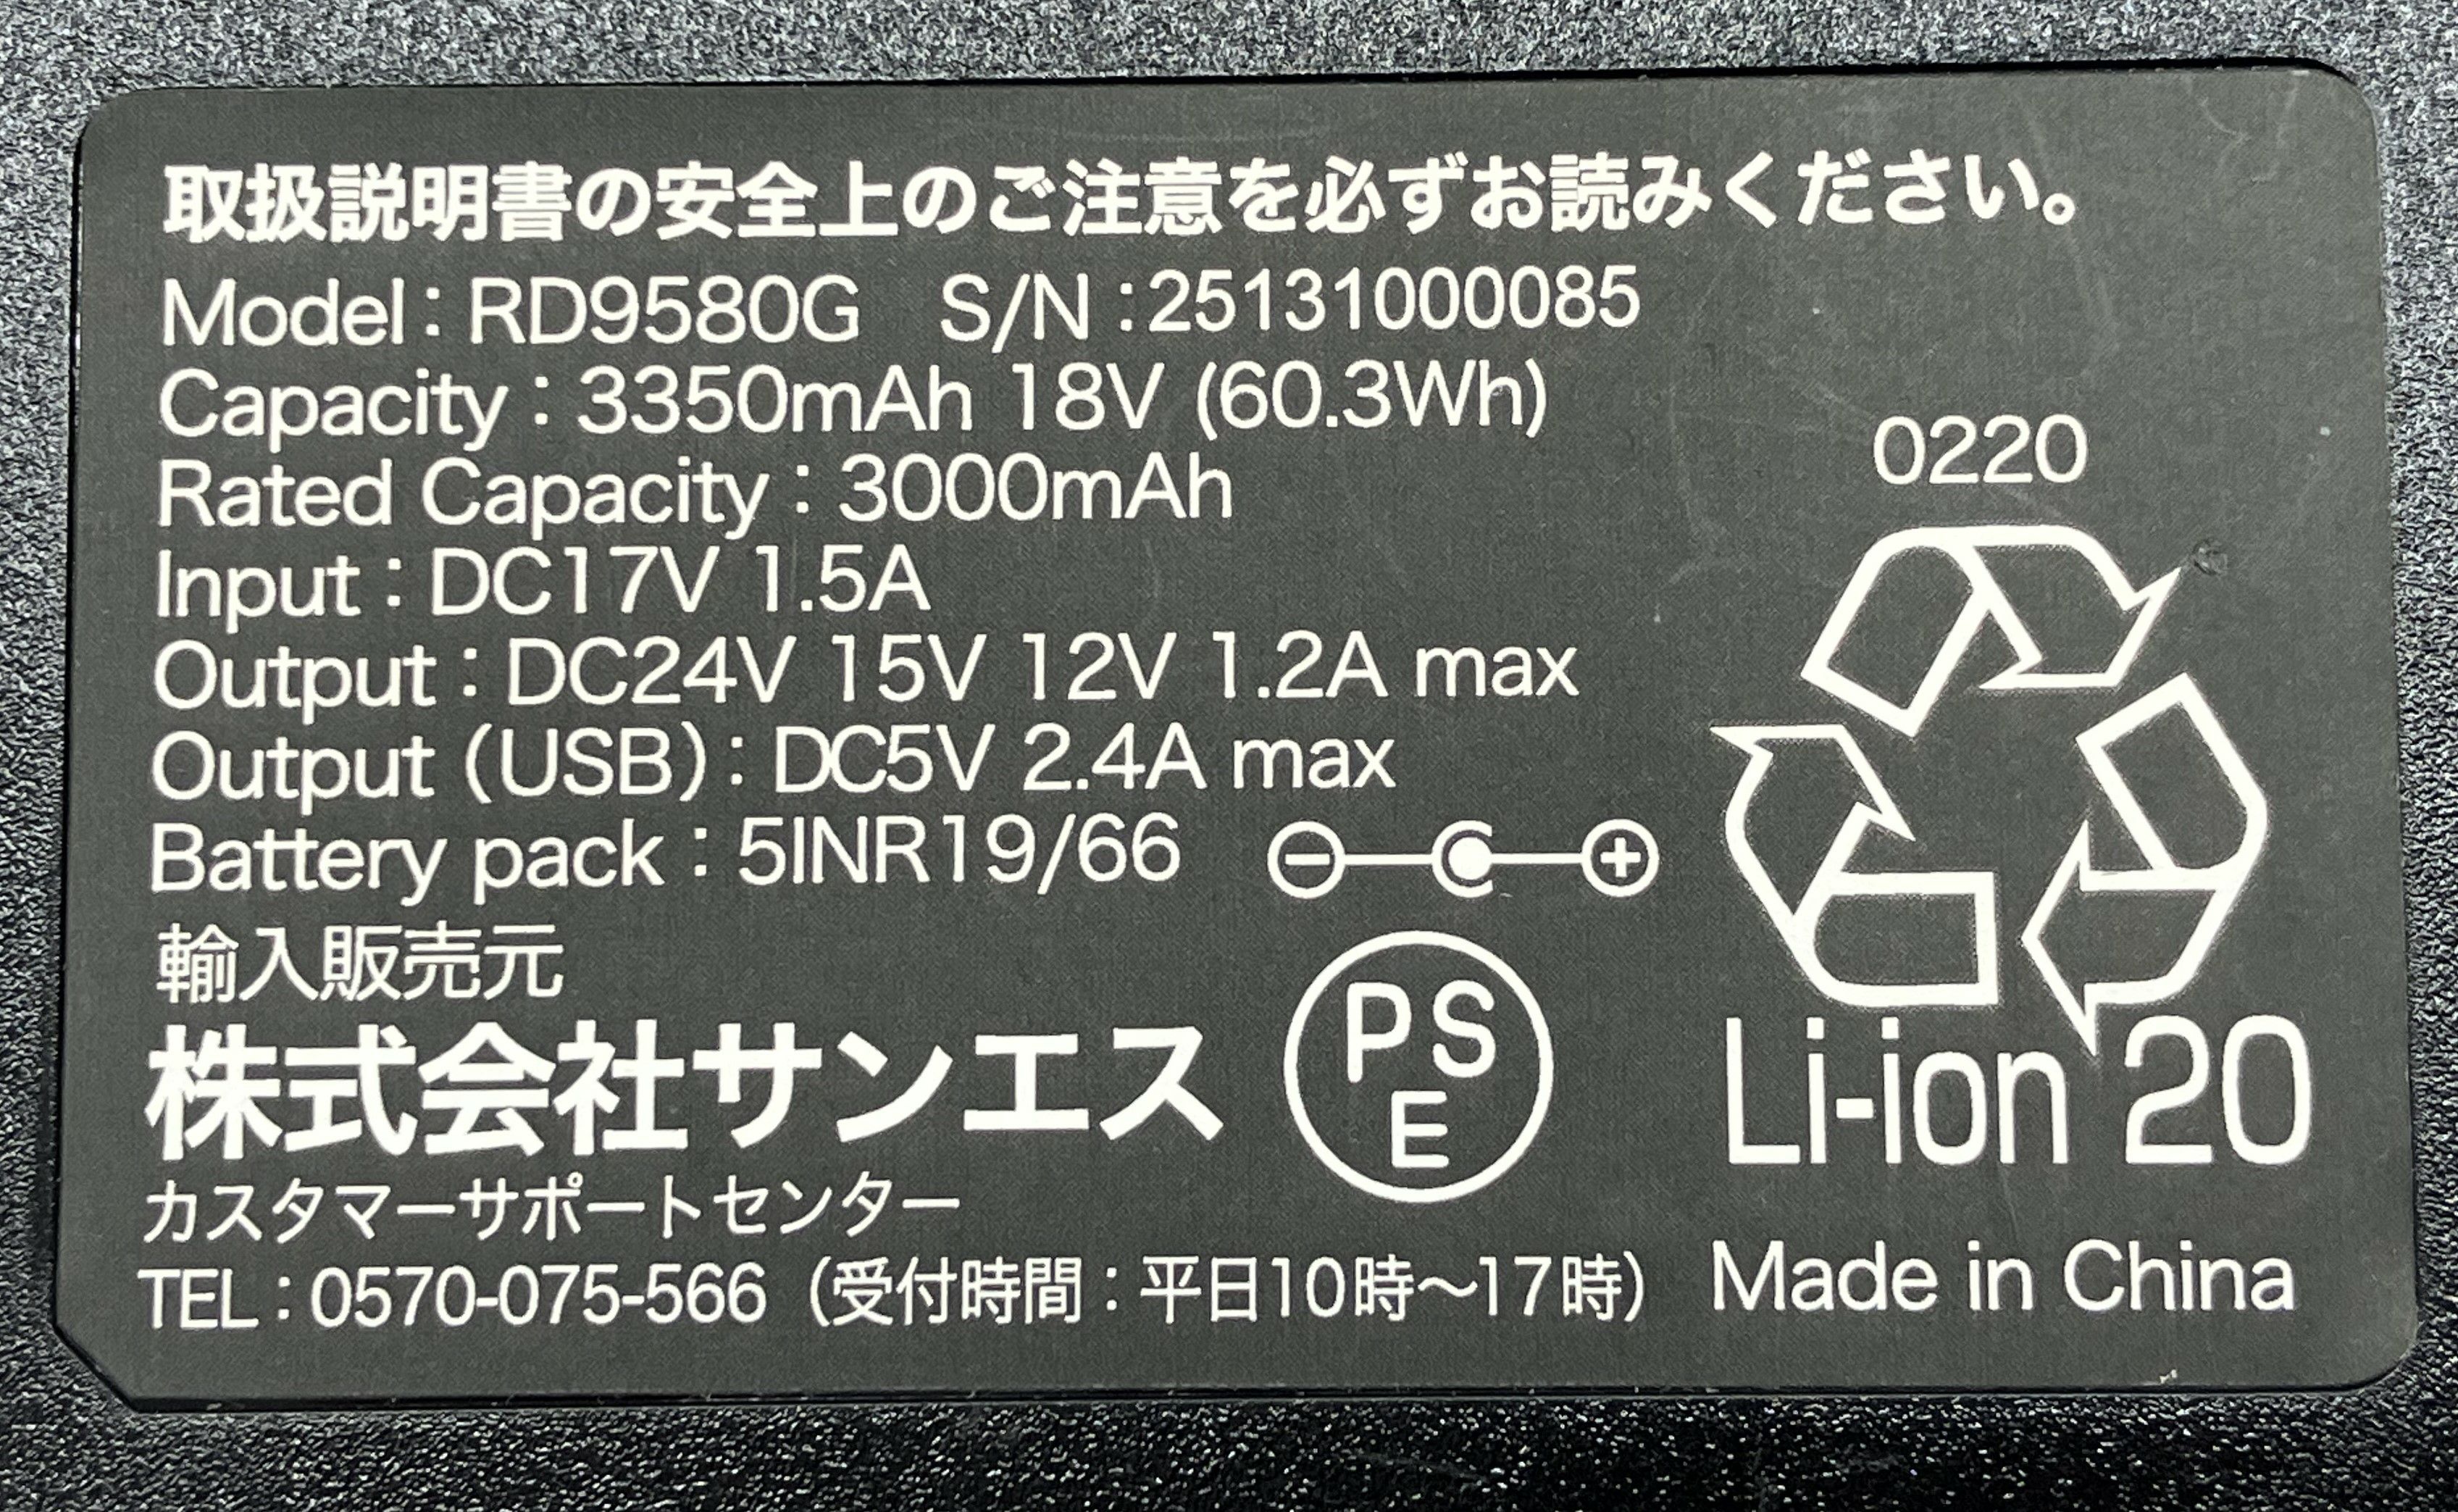 取扱説明書の安全上のご注意を必ずお読みください。
Model：RD9580G　S/N：25131000085
Capacity：3350mAh 18V (60.3Wh)
Rated Capacity：3000mAh
Input：DC17V 1.5A
Output：DC24V 15V 12V 1.2A max
Output (USB)：DC5V 2.4A max
Battery pack：5INR19/66
輸入販売元
株式会社サンエス
カスタマーサポートセンター
TEL：0570-075-566（受付時間：平日10時～17時）
PS
E
0220
Li-ion 20
Made in China